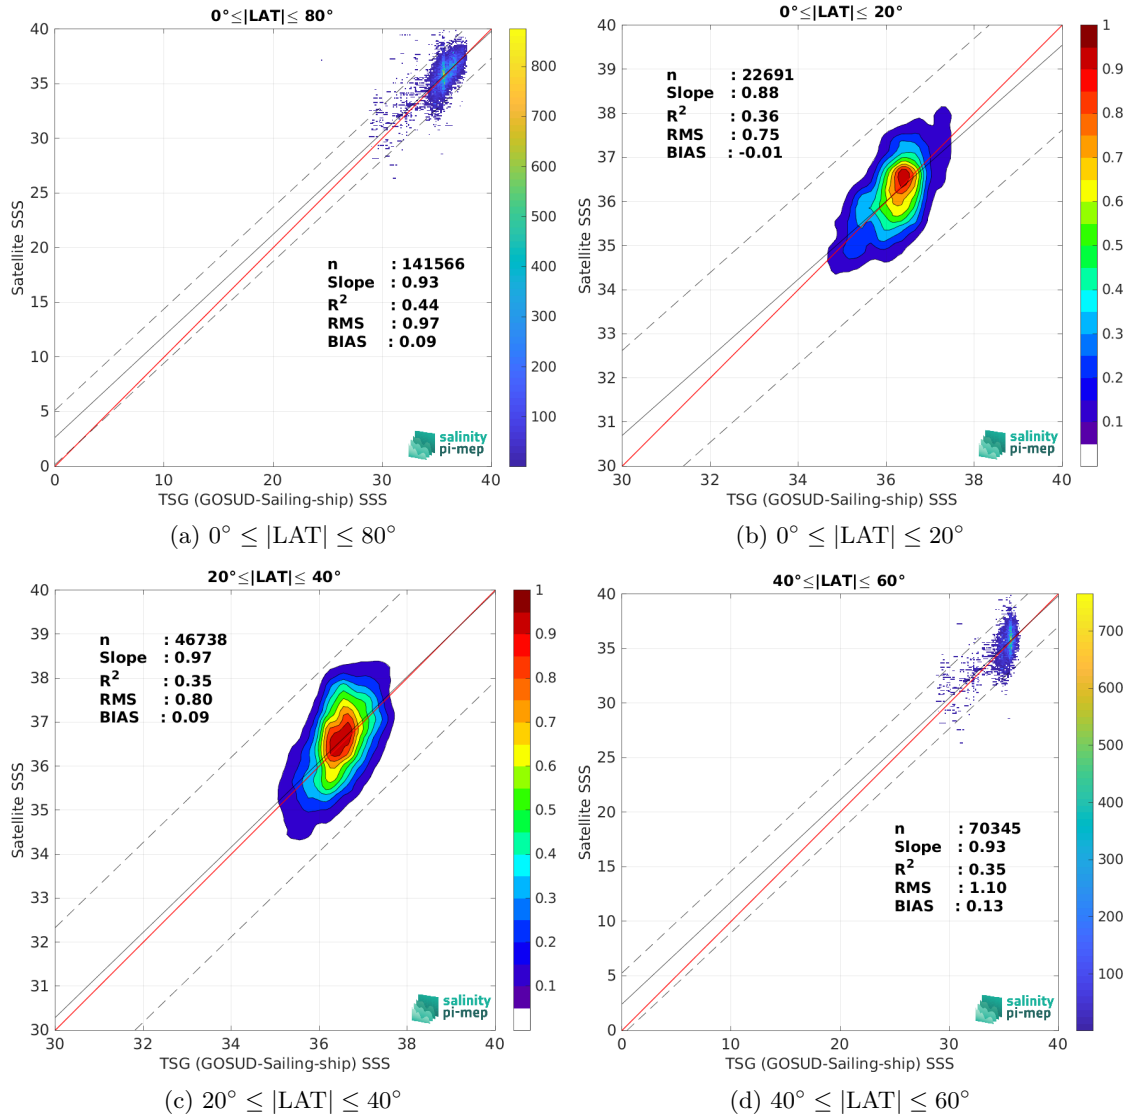 0°≤|LAT|≤ 80°
40
35
30
25
20
15
10
5
0
0
10
20
30
40
Satellite SSS
TSG (GOSUD-Sailing-ship) SSS
n : 141566
Slope : 0.93
R² : 0.44
RMS : 0.97
BIAS : 0.09
salinity
pi-mep
800
700
600
500
400
300
200
100
(a) 0° ≤ |LAT| ≤ 80°
0°≤|LAT|≤ 20°
40
39
38
37
36
35
34
33
32
31
30
30
32
34
36
38
40
Satellite SSS
TSG (GOSUD-Sailing-ship) SSS
n : 22691
Slope : 0.88
R² : 0.36
RMS : 0.75
BIAS : -0.01
salinity
pi-mep
1
0.9
0.8
0.7
0.6
0.5
0.4
0.3
0.2
0.1
(b) 0° ≤ |LAT| ≤ 20°
20°≤|LAT|≤ 40°
40
39
38
37
36
35
34
33
32
31
30
30
32
34
36
38
40
Satellite SSS
TSG (GOSUD-Sailing-ship) SSS
n : 46738
Slope : 0.97
R² : 0.35
RMS : 0.80
BIAS : 0.09
salinity
pi-mep
1
0.9
0.8
0.7
0.6
0.5
0.4
0.3
0.2
0.1
(c) 20° ≤ |LAT| ≤ 40°
40°≤|LAT|≤ 60°
40
35
30
25
20
15
10
5
0
0
10
20
30
40
Satellite SSS
TSG (GOSUD-Sailing-ship) SSS
n : 70345
Slope : 0.93
R² : 0.35
RMS : 1.10
BIAS : 0.13
salinity
pi-mep
700
600
500
400
300
200
100
(d) 40° ≤ |LAT| ≤ 60°